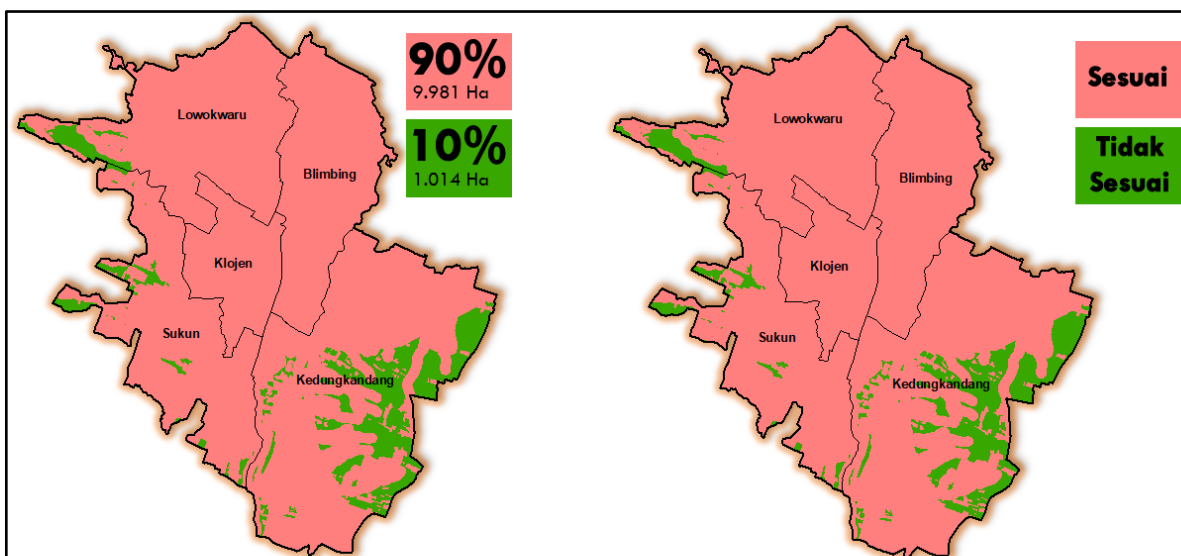 90%
9.981 Ha
10%
1.014 Ha
Lowokwaru
Blimbing
Klojen
Sukun
Kedungkandang
Sesuai
Tidak
Sesuai
Lowokwaru
Blimbing
Klojen
Sukun
Kedungkandang